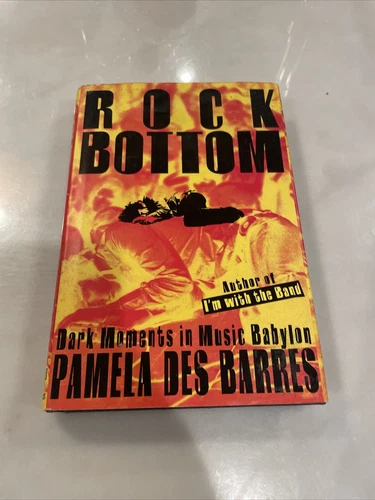 ROCK
BOTTOM
Author of
I'm with the Band
Dark Moments in Music Babylon
PAMELA DES BARRES